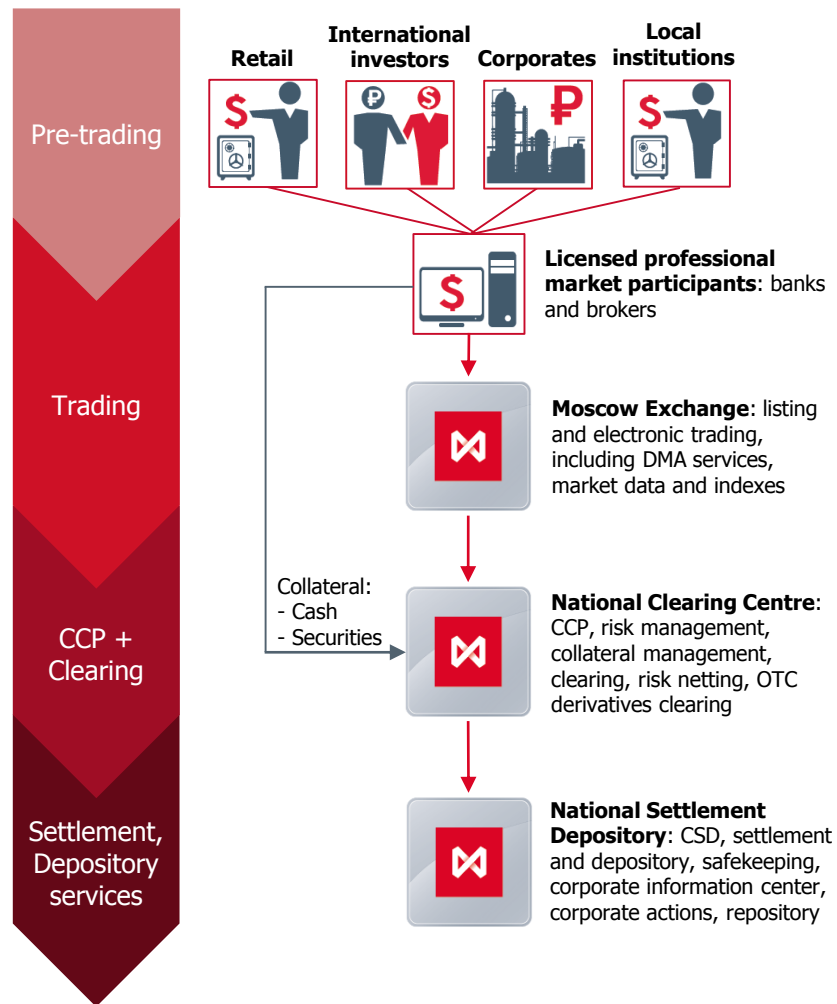 Retail
International
investors
Corporates
Local
institutions
Pre-trading
$
₽ $
₽
$
$
Licensed professional
market participants: banks
and brokers
Trading
Moscow Exchange: listing
and electronic trading,
including DMA services,
market data and indexes
Collateral:
- Cash
- Securities
CCP +
Clearing
National Clearing Centre:
CCP, risk management,
collateral management,
clearing, risk netting, OTC
derivatives clearing
Settlement,
Depository
services
National Settlement
Depository: CSD, settlement
and depository, safekeeping,
corporate information center,
corporate actions, repository